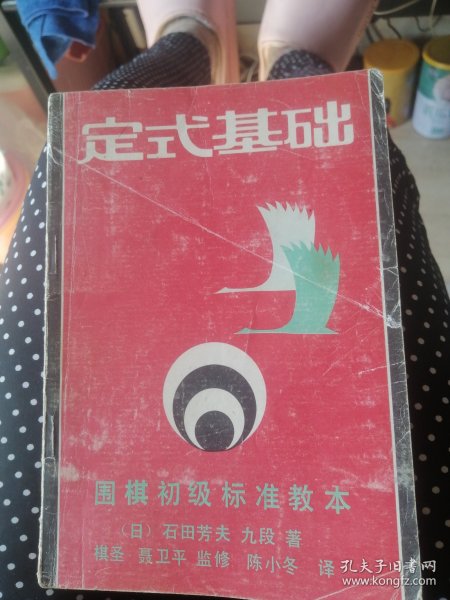 定式基础
围棋初级标准教本
（日）石田芳夫 九段 著
棋圣 聂卫平 监修 陈小冬 译
孔夫子旧书网
www.kongfz.com